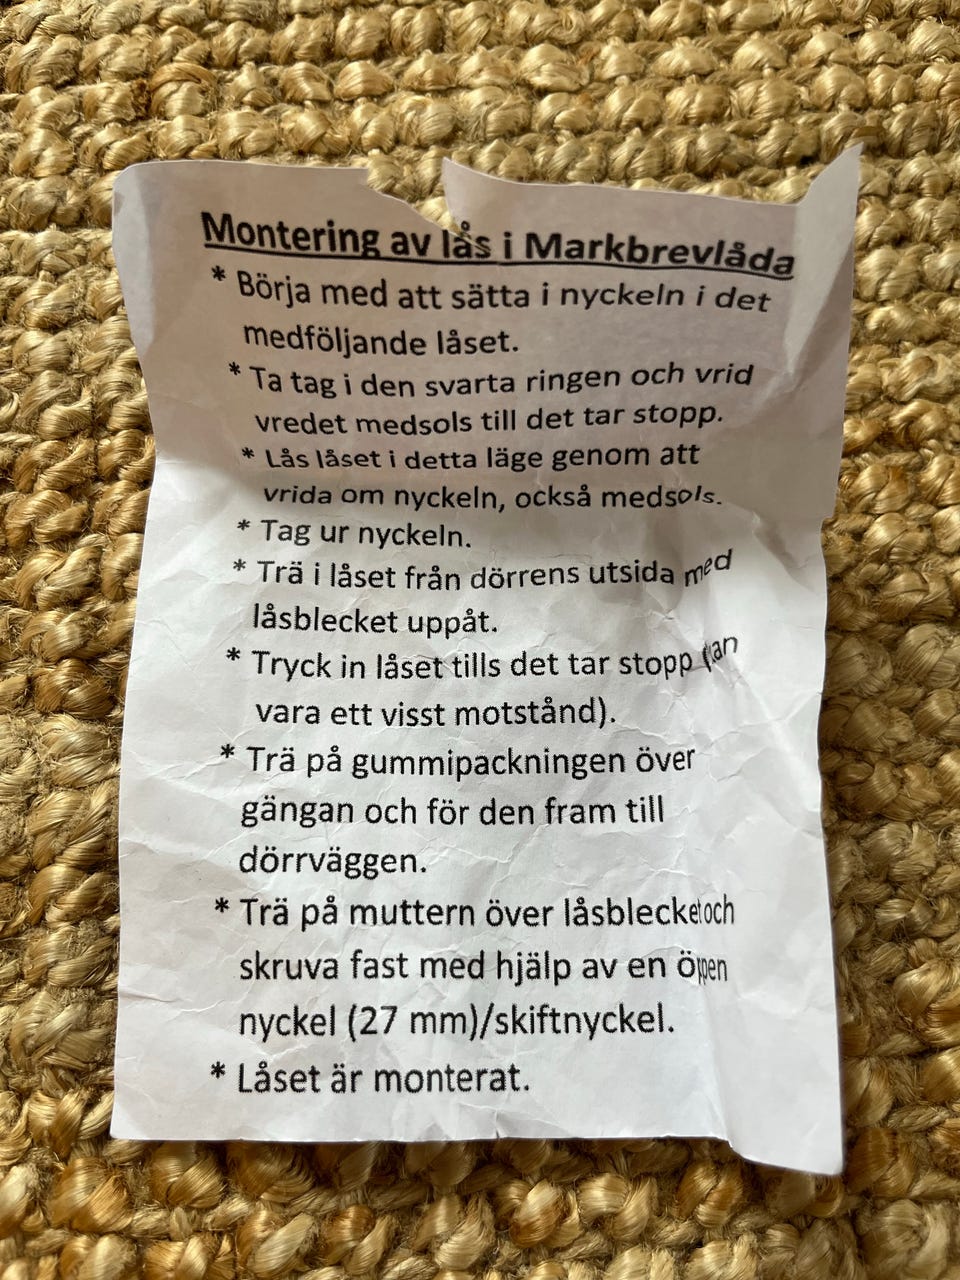 Montering av lås i Markbrevlåda
* Börja med att sätta i nyckeln i det
medföljande låset.
* Ta tag i den svarta ringen och vrid
vredet medsols till det tar stopp.
* Lås låset i detta läge genom att
vrida om nyckeln, också medsols.
* Tag ur nyckeln.
* Trä i låset från dörrens utsida med
låsblecket uppåt.
* Tryck in låset tills det tar stopp (kan
vara ett visst motstånd).
* Trä på gummipackningen över
gängan och för den fram till
dörrväggen.
* Trä på muttern över låsblecket och
skruva fast med hjälp av en öppen
nyckel (27 mm)/skiftnyckel.
* Låset är monterat.